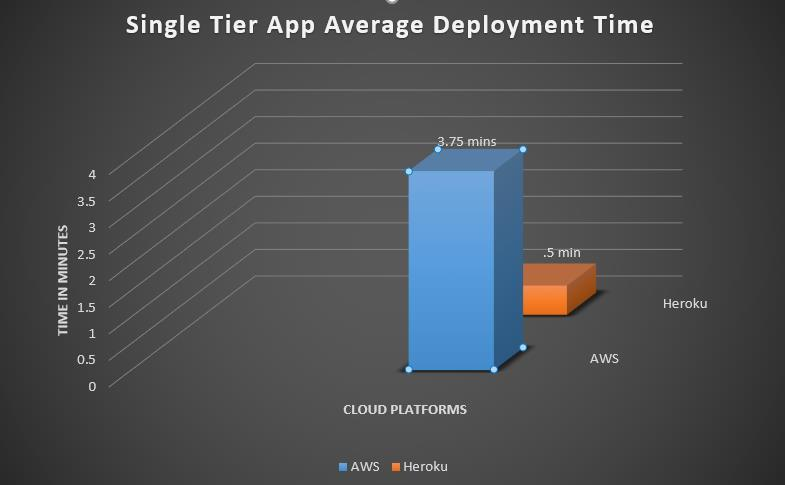 Single Tier App Average Deployment Time
3.75 mins
.5 min
4
3.5
3
2.5
2
1.5
1
0.5
0
TIME IN MINUTES
Heroku
AWS
CLOUD PLATFORMS
AWS Heroku